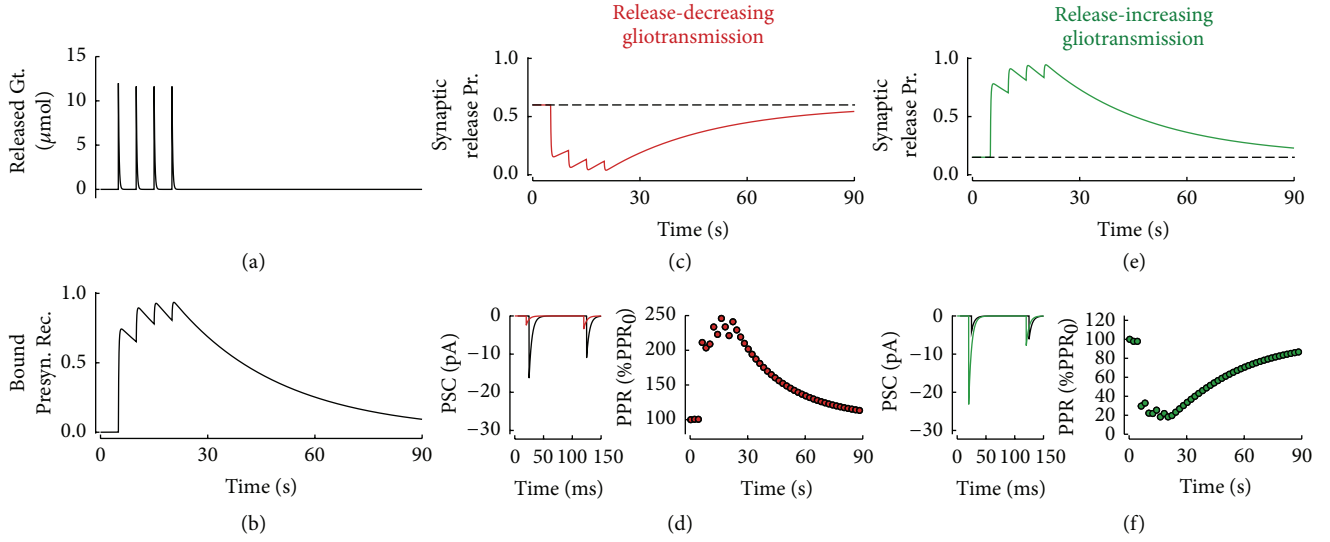 Release-decreasing
gliotransmission
Release-increasing
gliotransmission
Released Gt.
(μmol)
15
10
5
0
(a)
Synaptic
release Pr.
1.0
0.5
0.0
0 30 60 90
Time (s)
(c)
Synaptic
release Pr.
1.0
0.5
0.0
0 30 60 90
Time (s)
(e)
Bound
Presyn. Rec.
1.0
0.5
0.0
0 30 60 90
Time (s)
(b)
PSC (pA)
0
−10
−20
−30
0 50 100 150
Time (ms)
PPR (%PPR0)
250
200
150
100
0 30 60 90
Time (s)
(d)
PSC (pA)
0
−10
−20
−30
0 50 100 150
Time (ms)
PPR (%PPR0)
120
100
80
60
40
20
0
0 30 60 90
Time (s)
(f)